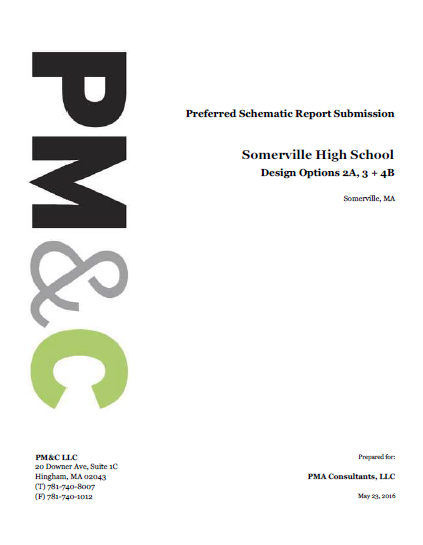 PM&C
Preferred Schematic Report Submission
Somerville High School
Design Options 2A, 3 + 4B
Somerville, MA
PM&C LLC
20 Downer Ave, Suite 1C
Hingham, MA 02043
(T) 781-740-8007
(F) 781-740-1012
Prepared for:
PMA Consultants, LLC
May 23, 2016